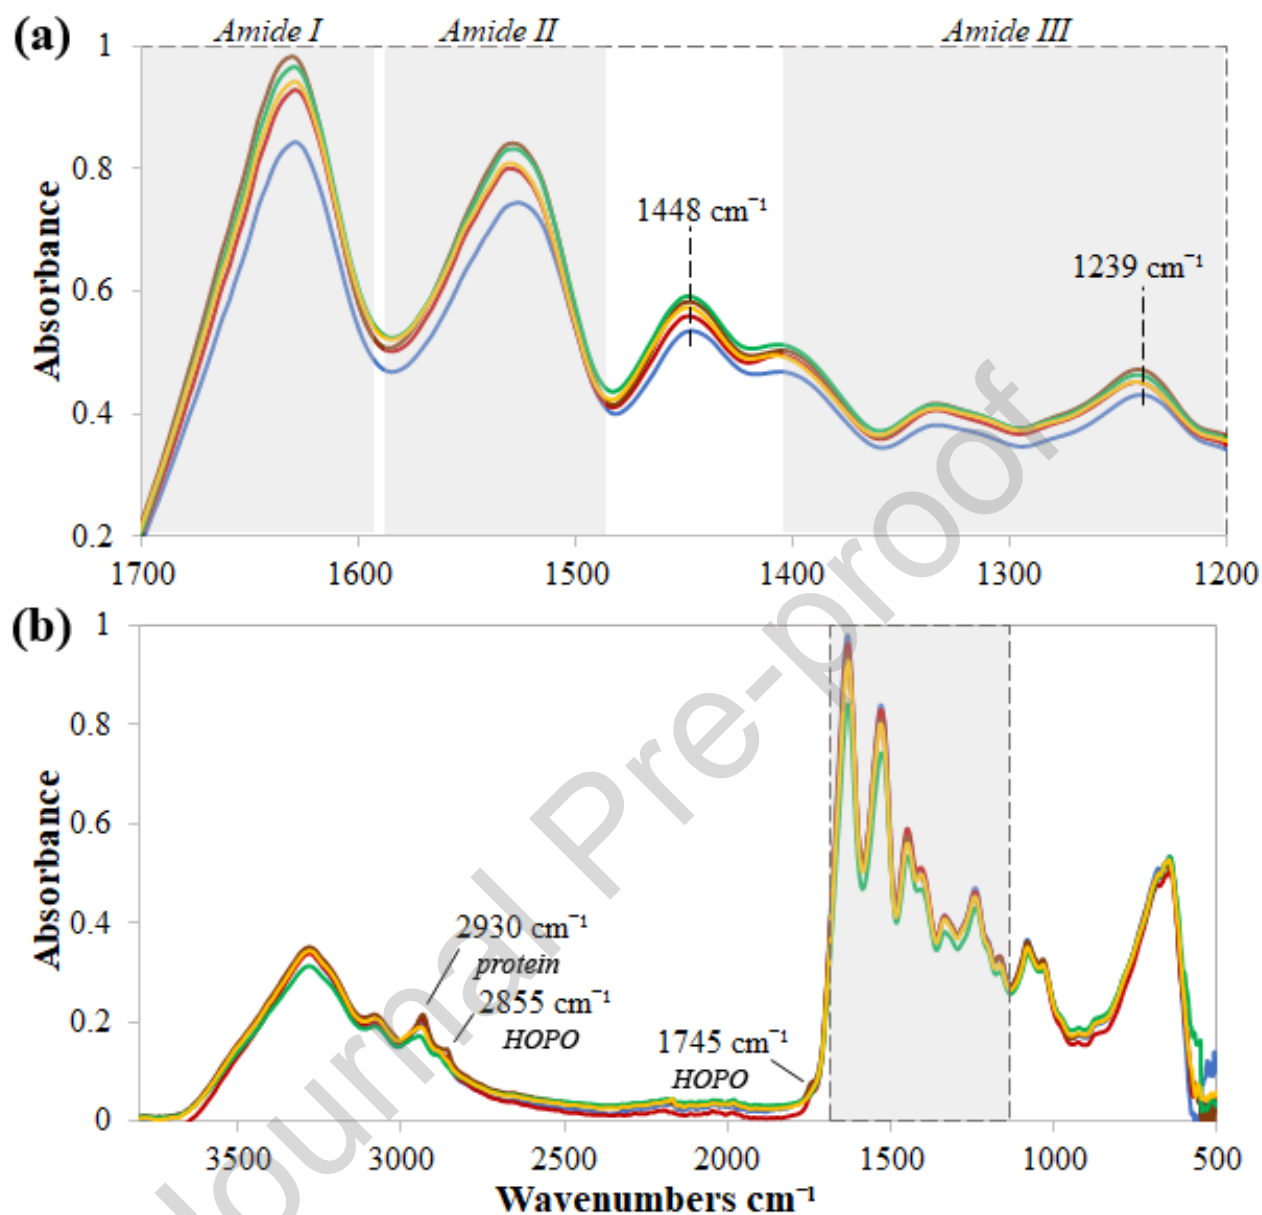 (a)
Amide I Amide II Amide III
1
0.8
0.6
0.4
0.2
Absorbance
1448 cm⁻¹
1239 cm⁻¹
1700 1600 1500 1400 1300 1200
(b)
1
0.8
0.6
0.4
0.2
0
Absorbance
2930 cm⁻¹
protein
2855 cm⁻¹
HOPO
1745 cm⁻¹
HOPO
3500 3000 2500 2000 1500 1000 500
Wavenumbers cm⁻¹
Journal Pre-proof